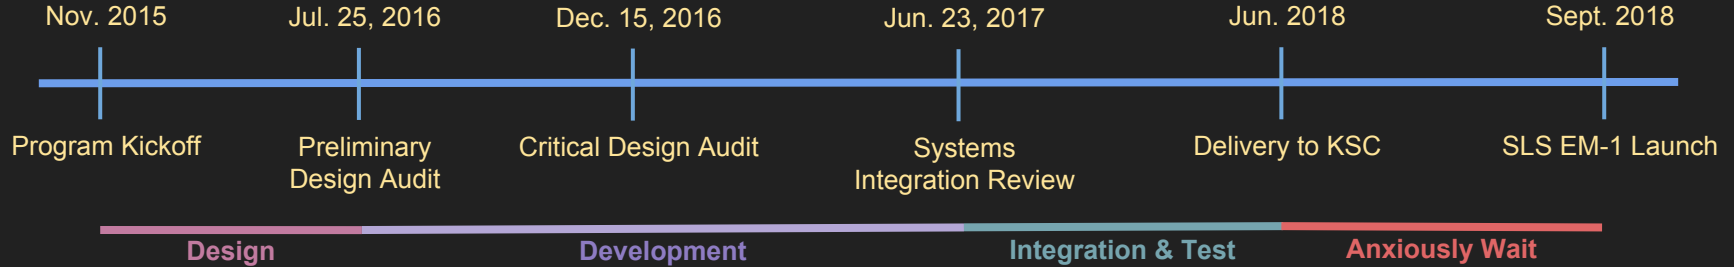 Nov. 2015
Jul. 25, 2016
Dec. 15, 2016
Jun. 23, 2017
Jun. 2018
Sept. 2018
Program Kickoff
Preliminary
Design Audit
Critical Design Audit
Systems
Integration Review
Delivery to KSC
SLS EM-1 Launch
Design
Development
Integration & Test
Anxiously Wait